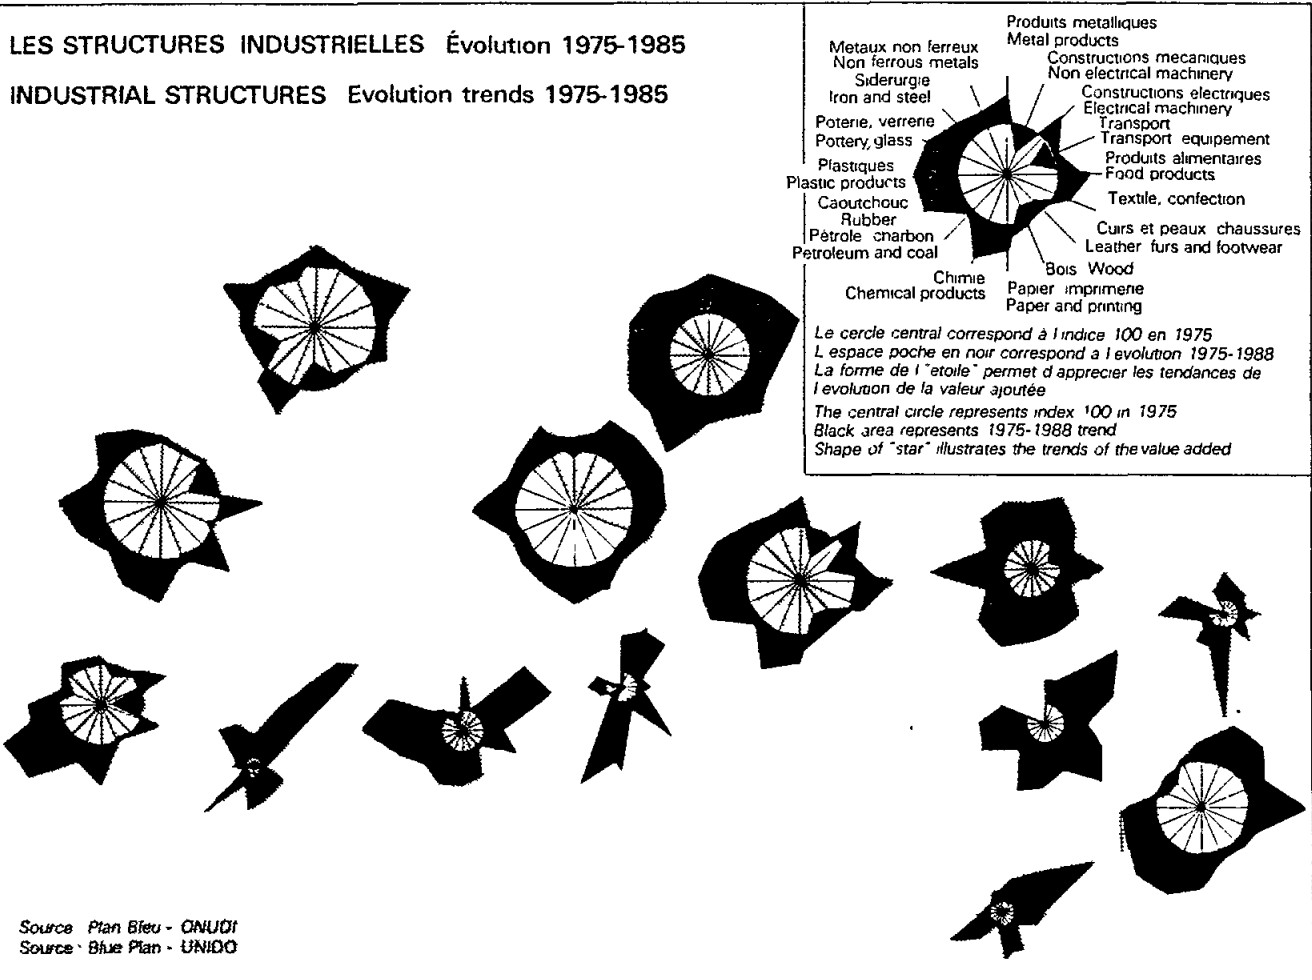 LES STRUCTURES INDUSTRIELLES Évolution 1975-1985
INDUSTRIAL STRUCTURES Evolution trends 1975-1985
Produits metalliques
Metal products
Metaux non ferreux
Non ferrous metals
Constructions mecaniques
Non electrical machinery
Siderurgie
Iron and steel
Constructions electriques
Electrical machinery
Poterie, verrerie
Pottery, glass
Transport
Transport equipement
Plastiques
Plastic products
Produits alimentaires
Food products
Caoutchouc
Rubber
Textile, confection
Pétrole charbon
Petroleum and coal
Cuirs et peaux chaussures
Leather furs and footwear
Chimie
Chemical products
Bois Wood
Papier imprimerie
Paper and printing
Le cercle central correspond à l indice 100 en 1975
L espace poche en noir correspond a l evolution 1975-1988
La forme de l "etoile" permet d apprecier les tendances de
l evolution de la valeur ajoutée
The central circle represents index 100 in 1975
Black area represents 1975-1988 trend
Shape of "star" illustrates the trends of the value added
Source Plan Bleu - ONUDI
Source · Blue Plan - UNIDO